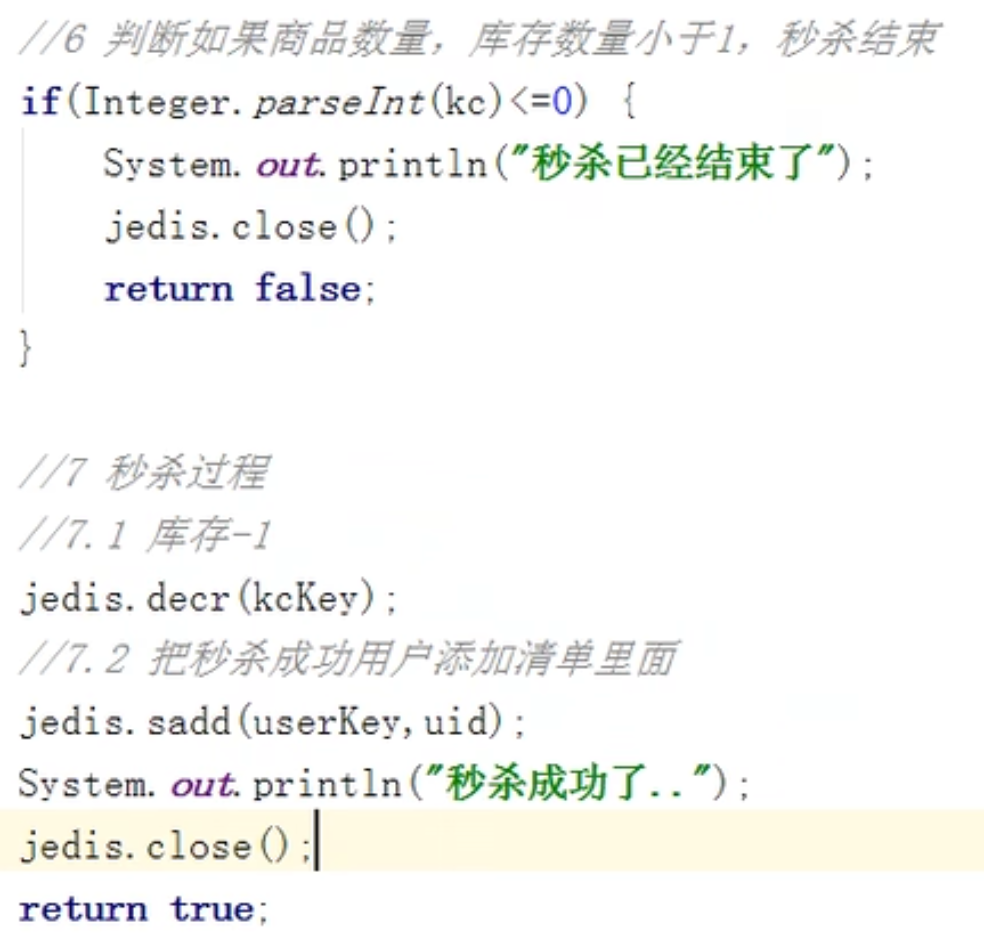 //6 判断如果商品数量，库存数量小于1，秒杀结束
if(Integer.parseInt(kc)<=0) {
System.out.println("秒杀已经结束了");
jedis.close();
return false;
}
//7 秒杀过程
//7.1 库存-1
jedis.decr(kcKey);
//7.2 把秒杀成功用户添加清单里面
jedis.sadd(userKey,uid);
System.out.println("秒杀成功了..");
jedis.close();
return true;